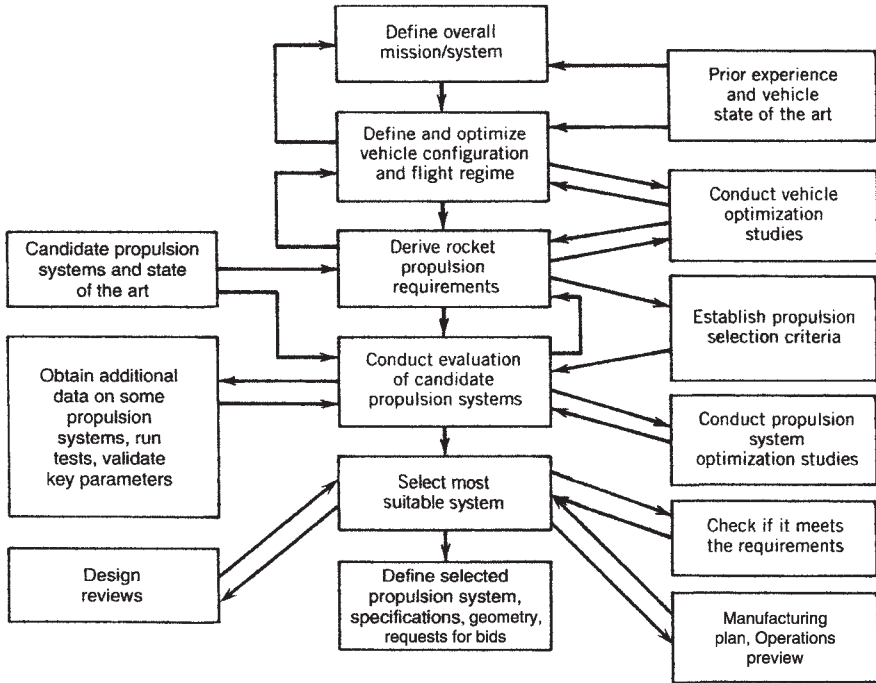 Define overall
mission/system
Prior experience
and vehicle
state of the art
Define and optimize
vehicle configuration
and flight regime
Conduct vehicle
optimization
studies
Candidate propulsion
systems and state
of the art
Derive rocket
propulsion
requirements
Establish propulsion
selection criteria
Obtain additional
data on some
propulsion
systems, run
tests, validate
key parameters
Conduct evaluation
of candidate
propulsion systems
Conduct propulsion
system
optimization studies
Select most
suitable system
Check if it meets
the requirements
Design
reviews
Define selected
propulsion system,
specifications, geometry,
requests for bids
Manufacturing
plan, Operations
preview